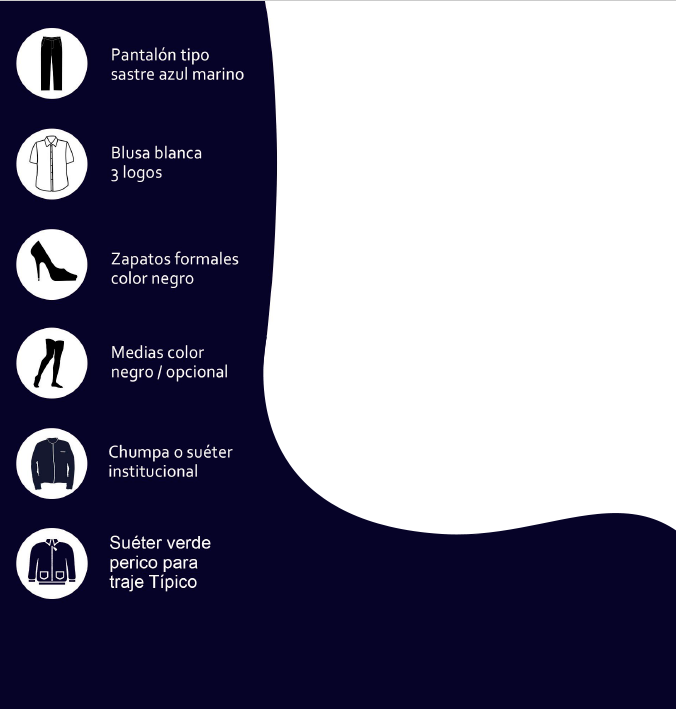 Pantalón tipo
sastre azul marino
Blusa blanca
3 logos
Zapatos formales
color negro
Medias color
negro / opcional
Chumpa o suéter
institucional
Suéter verde
perico para
traje Típico